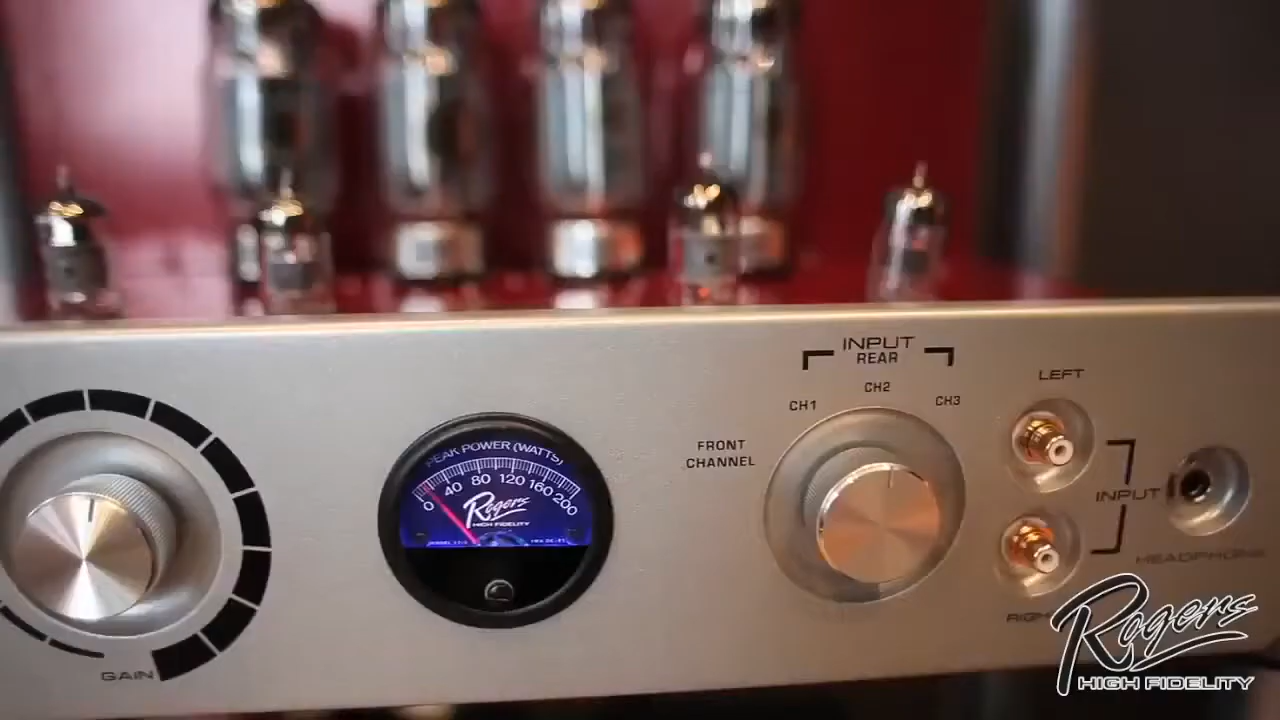 INPUT
REAR
CH1
CH2
CH3
FRONT
CHANNEL
LEFT
INPUT
HEADPHONE
GAIN
PEAK POWER (WATTS)
0 40 80 120 160 200
Rogers
HIGH FIDELITY
Rogers
HIGH FIDELITY